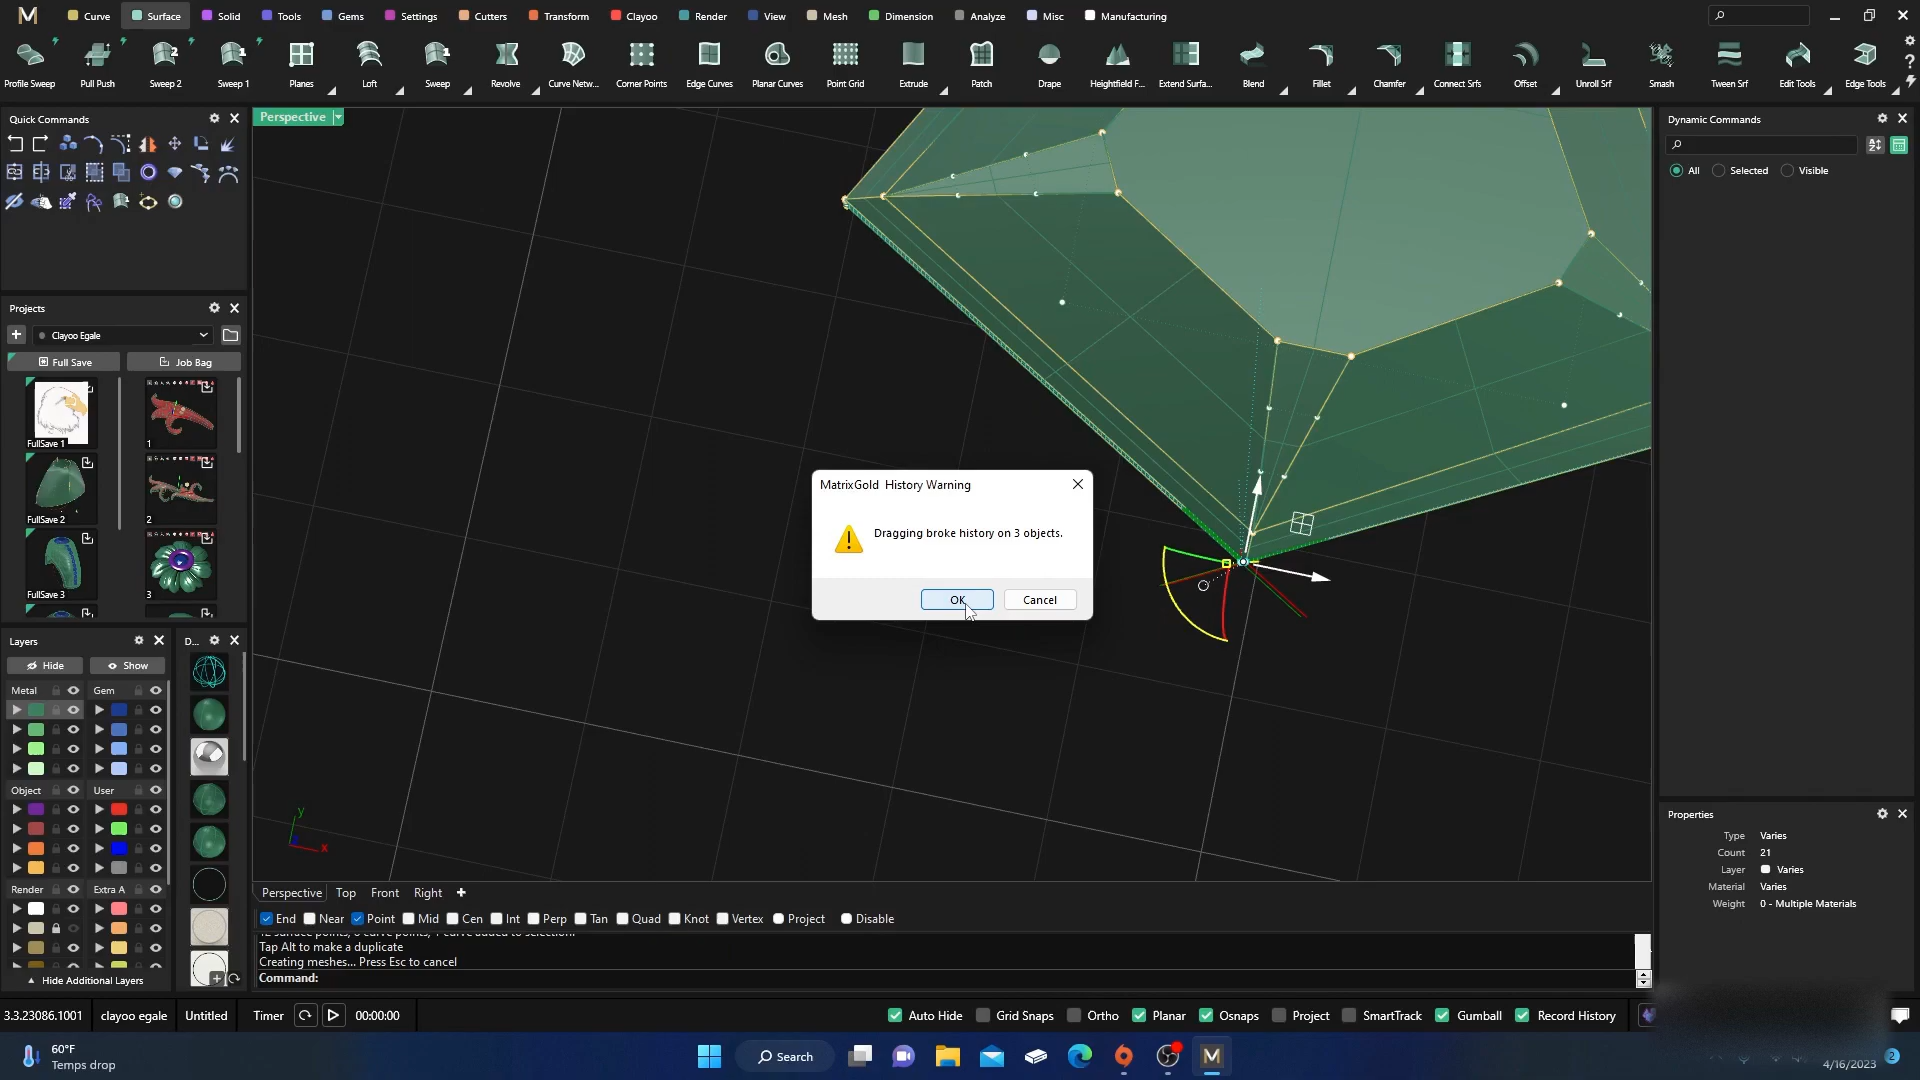 Curve Surface Solid Tools Gems Settings Cutters Transform Clayoo Render View Mesh Dimension Analyze Misc Manufacturing
Profile Sweep Pull Push Sweep 2 Sweep 1 Planes Loft Sweep Revolve Curve Netw... Corner Points Edge Curves Planar Curves Point Grid Extrude Patch Drape Heightfield F... Extend Surfa... Blend Fillet Chamfer Connect Srfs Offset Unroll Srf Smash Tween Srf Edit Tools Edge Tools
Quick Commands
Perspective
Dynamic Commands
All Selected Visible
Projects
Clayoo Egale
Full Save Job Bag
FullSave 1 1
FullSave 2 2
FullSave 3 3
MatrixGold History Warning
Dragging broke history on 3 objects.
OK Cancel
Layers D...
Hide Show
Metal Gem
Object User
Render Extra A
Hide Additional Layers
y
x
Properties
Type Varies
Count 21
Layer Varies
Material Varies
Weight 0 - Multiple Materials
Perspective Top Front Right
End Near Point Mid Cen Int Perp Tan Quad Knot Vertex Project Disable
Tap Alt to make a duplicate
Creating meshes... Press Esc to cancel
Command:
3.3.23086.1001 clayoo egale Untitled Timer 00:00:00 Auto Hide Grid Snaps Ortho Planar Osnaps Project SmartTrack Gumball Record History
60°F
Temps drop
Search
4/16/2023
2